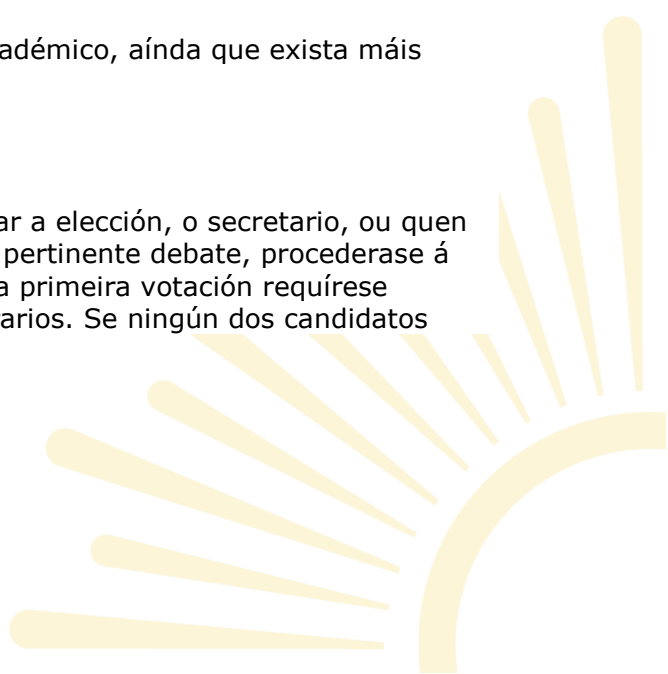 adémico, aínda que exista máis
ar a elección, o secretario, ou quen
pertinente debate, procederase á
a primeira votación requírese
rarios. Se ningún dos candidatos